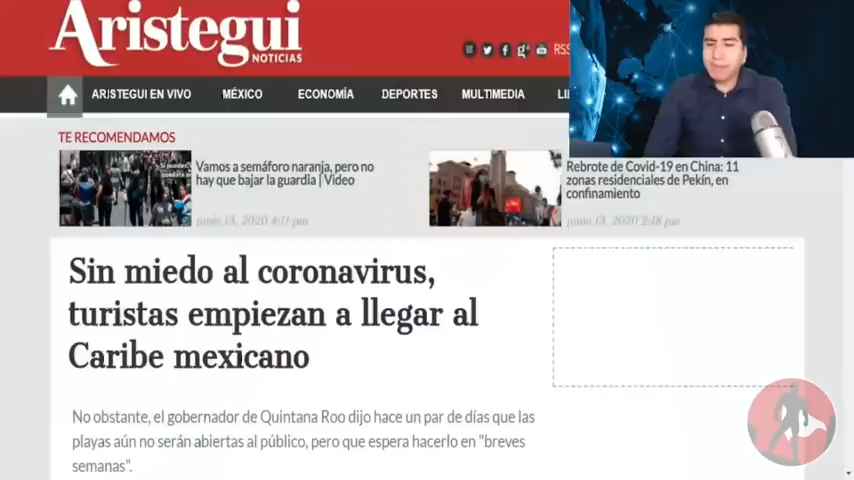 Aristegui
NOTICIAS
RSS
ARISTEGUI EN VIVO MÉXICO ECONOMÍA DEPORTES MULTIMEDIA
TE RECOMENDAMOS
Vamos a semáforo naranja, pero no
hay que bajar la guardia | Video
junio 13, 2020 4:11 pm
Rebrote de Covid-19 en China: 11
zonas residenciales de Pekín, en
confinamiento
junio 13, 2020 2:18 pm
Sin miedo al coronavirus,
turistas empiezan a llegar al
Caribe mexicano
No obstante, el gobernador de Quintana Roo dijo hace un par de días que las
playas aún no serán abiertas al público, pero que espera hacerlo en "breves
semanas".